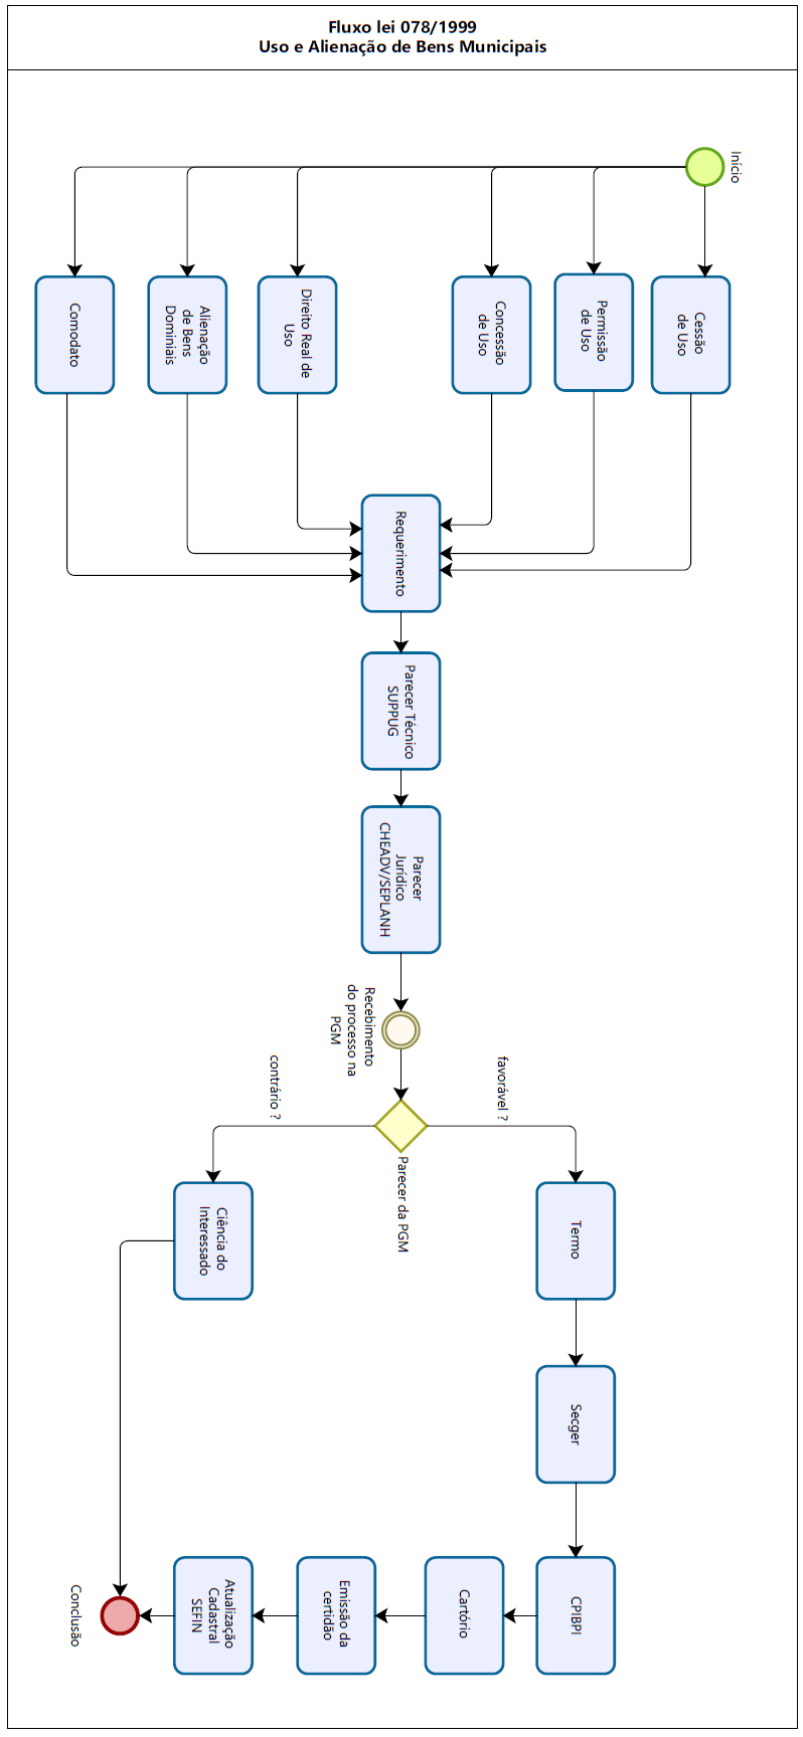 Fluxo lei 078/1999
Uso e Alienação de Bens Municipais
Início
Cessão
de Uso
Permissão
de Uso
Concessão
de Uso
Direito Real de
Uso
Alienação
de Bens
Dominiais
Comodato
Requerimento
Parecer Técnico
SUPPUG
Parecer
Jurídico
CHEADV/SEPLANH
Recebimento
do processo na
PGM
Parecer da PGM
favorável ?
contrário ?
Termo
Ciência do
Interessado
Secger
CPIBPI
Cartório
Emissão da
certidão
Atualização
Cadastral
SEFIN
Conclusão